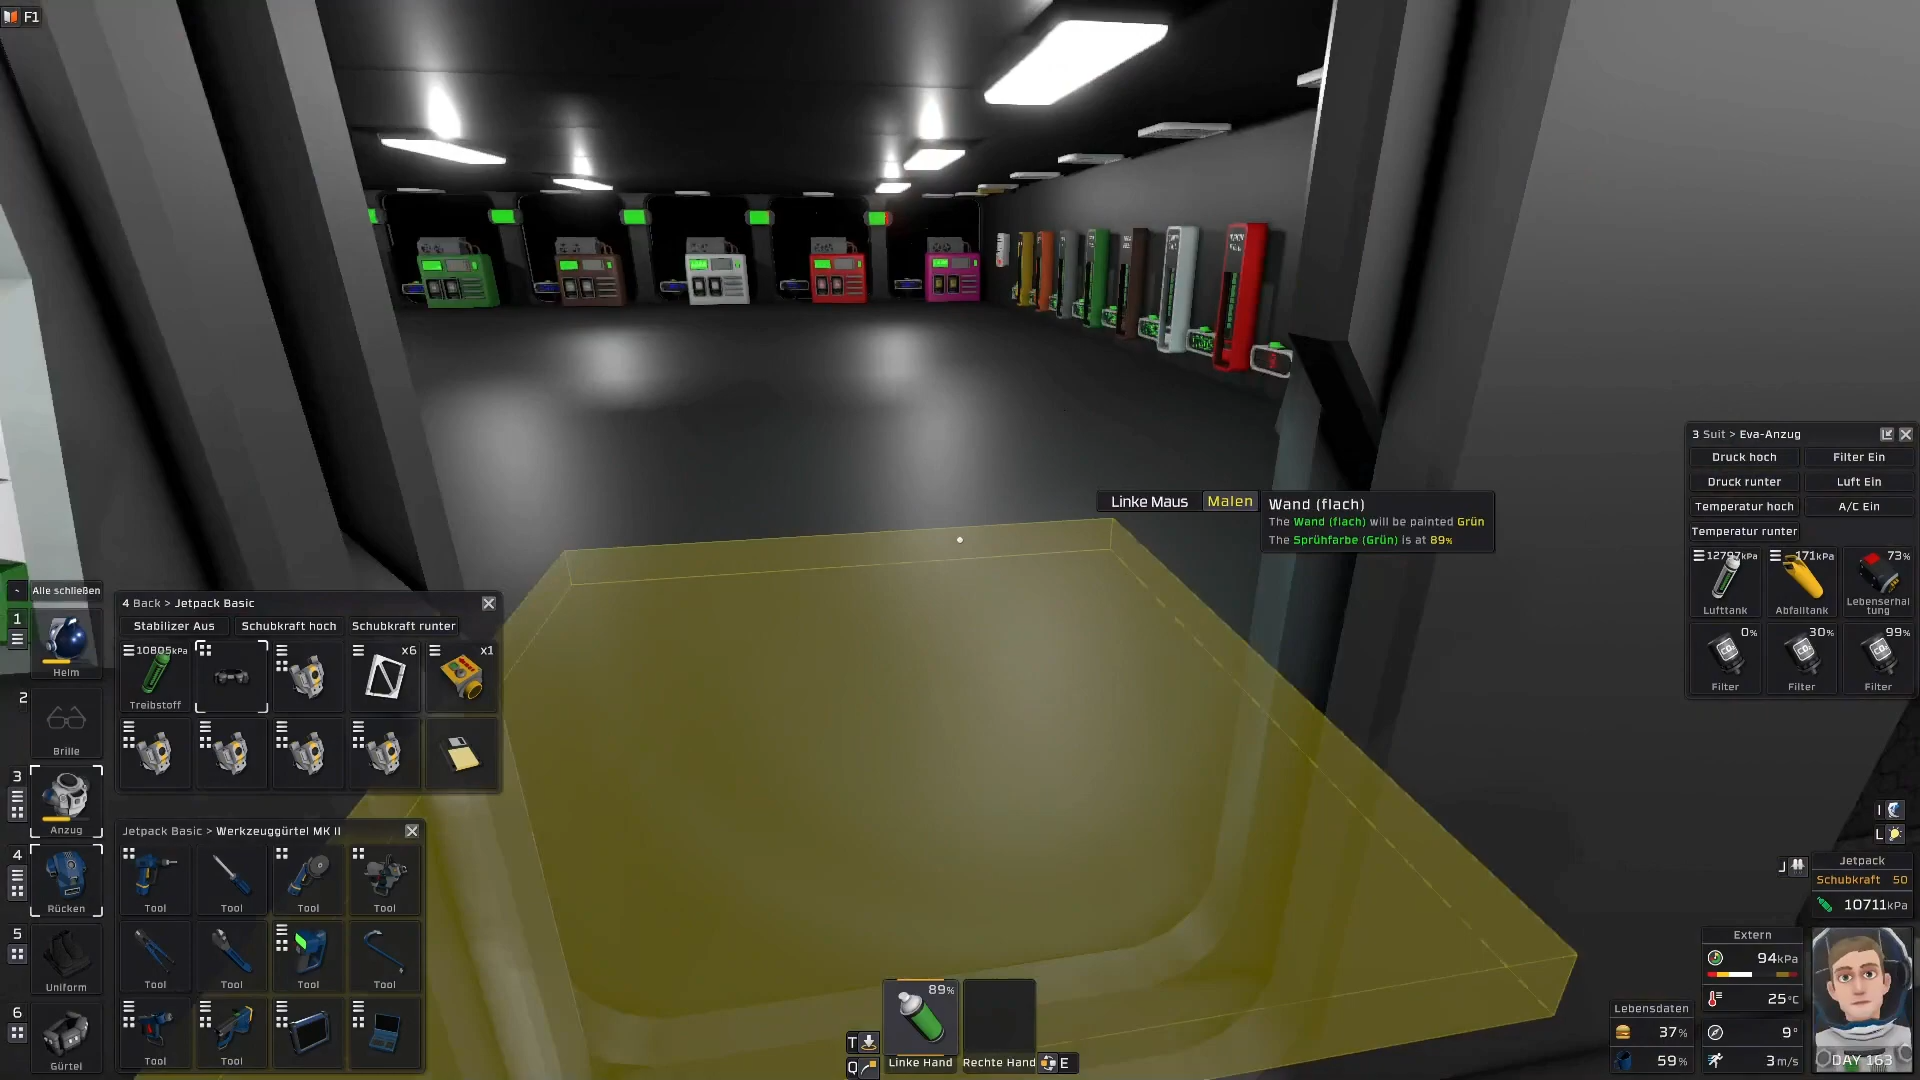 F1
Linke Maus Malen
Wand (flach)
The Wand (flach) will be painted Grün
The Sprühfarbe (Grün) is at 89%
3 Suit > Eva-Anzug
Druck hoch
Filter Ein
Druck runter
Luft Ein
Temperatur hoch
A/C Ein
Temperatur runter
12797kPa
171kPa
73%
Lufttank
Abfalltank
Lebenserhal
tung
0%
30%
99%
Filter
Filter
Filter
Alle schließen
1
Helm
2
Brille
3
Anzug
4
Rücken
5
Uniform
6
Gürtel
4 Back > Jetpack Basic
Stabilizer Aus
Schubkraft hoch
Schubkraft runter
10805kPa
x6
x1
Treibstoff
Jetpack Basic > Werkzeuggürtel MK II
Tool
Tool
Tool
Tool
Tool
Tool
Tool
Tool
Tool
Tool
89%
T
Q
Linke Hand
Rechte Hand
E
I
L
J
Jetpack
Schubkraft 50
10711kPa
Extern
94kPa
25°C
Lebensdaten
37%
9°
59%
3m/s
DAY 163